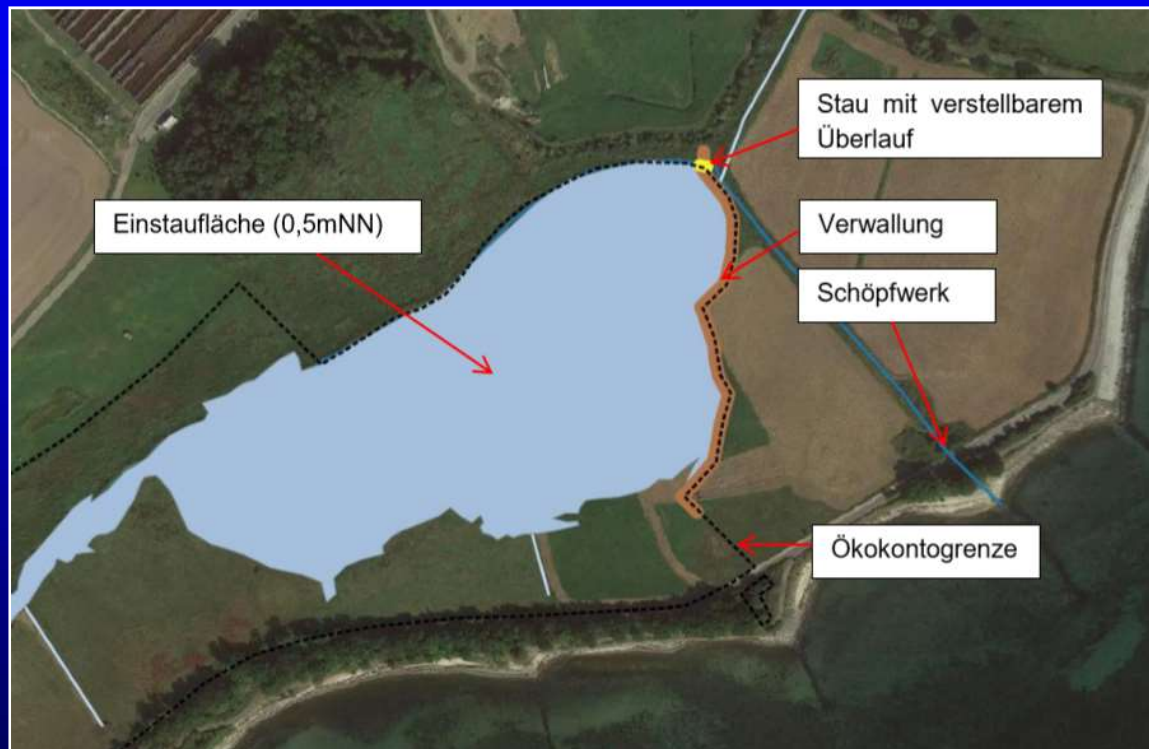 Stau mit verstellbarem
Überlauf
Einstaufläche (0,5mNN)
Verwallung
Schöpfwerk
Ökokontogrenze